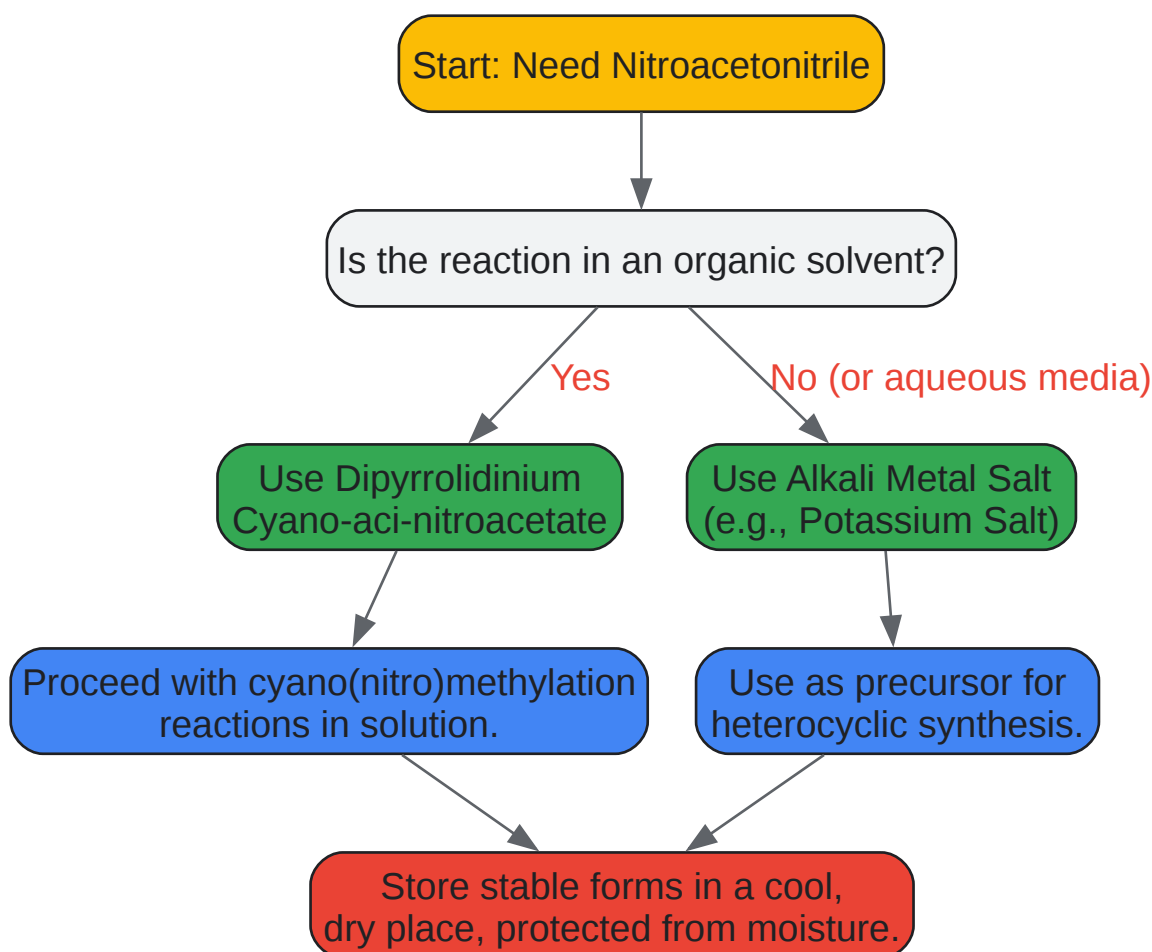 Start: Need Nitroacetonitrile
Is the reaction in an organic solvent?
Yes
No (or aqueous media)
Use Dipyrrolidinium
Cyano-aci-nitroacetate
Use Alkali Metal Salt
(e.g., Potassium Salt)
Proceed with cyano(nitro)methylation
reactions in solution.
Use as precursor for
heterocyclic synthesis.
Store stable forms in a cool,
dry place, protected from moisture.